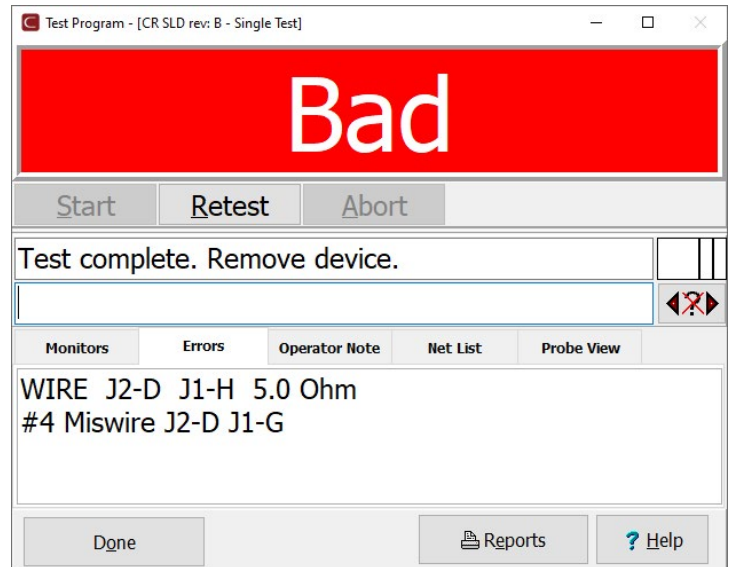 Test Program - [CR SLD rev: B - Single Test]
Bad
Start Retest Abort
Test complete. Remove device.
?
Monitors Errors Operator Note Net List Probe View
WIRE J2-D J1-H 5.0 Ohm
#4 Miswire J2-D J1-G
Done Reports ? Help